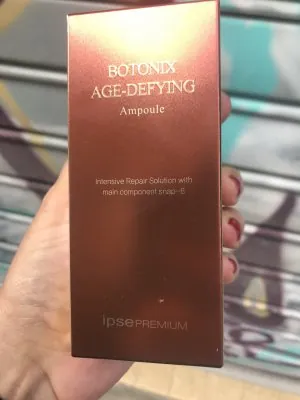 BOTONIX
AGE-DEFYING
Ampoule
Intensive Repair Solution with
main component snap-8
ipse PREMIUM